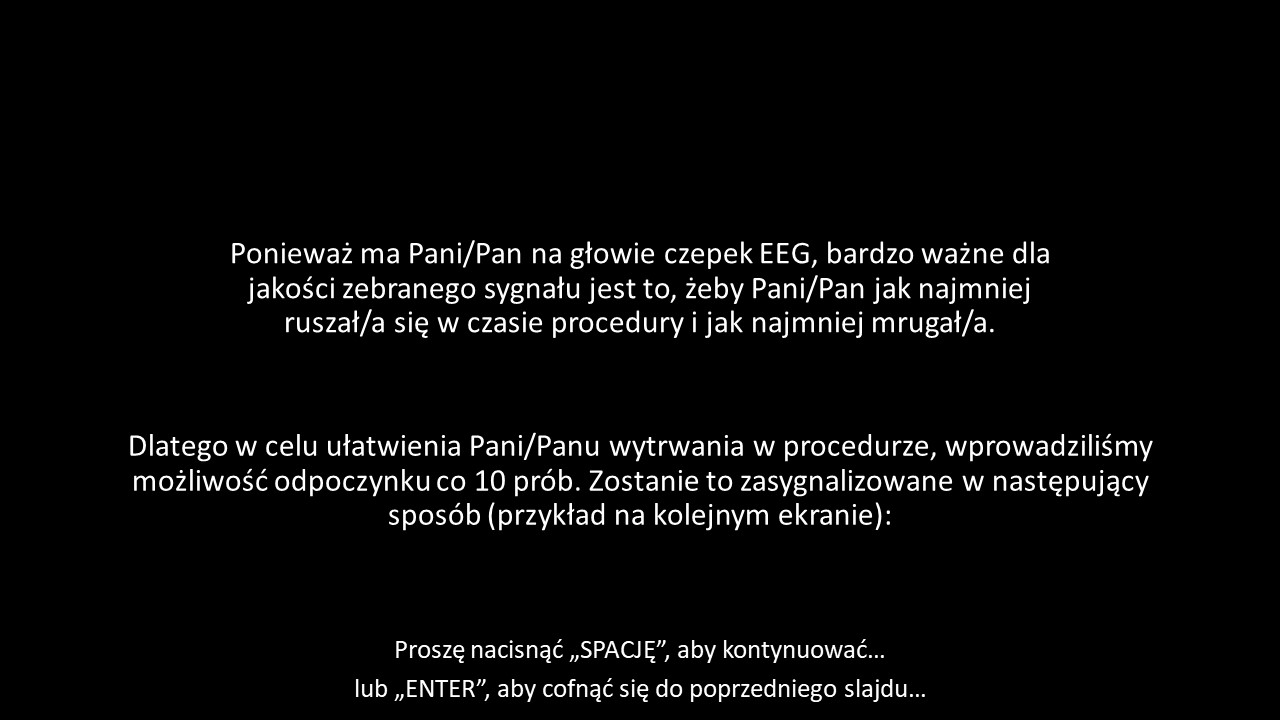 Ponieważ ma Pani/Pan na głowie czepek EEG, bardzo ważne dla
jakości zebranego sygnału jest to, żeby Pani/Pan jak najmniej
ruszał/a się w czasie procedury i jak najmniej mrugał/a.
Dlatego w celu ułatwienia Pani/Panu wytrwania w procedurze, wprowadziliśmy
możliwość odpoczynku co 10 prób. Zostanie to zasygnalizowane w następujący
sposób (przykład na kolejnym ekranie):
Proszę nacisnąć „SPACJĘ”, aby kontynuować…
lub „ENTER”, aby cofnąć się do poprzedniego slajdu…